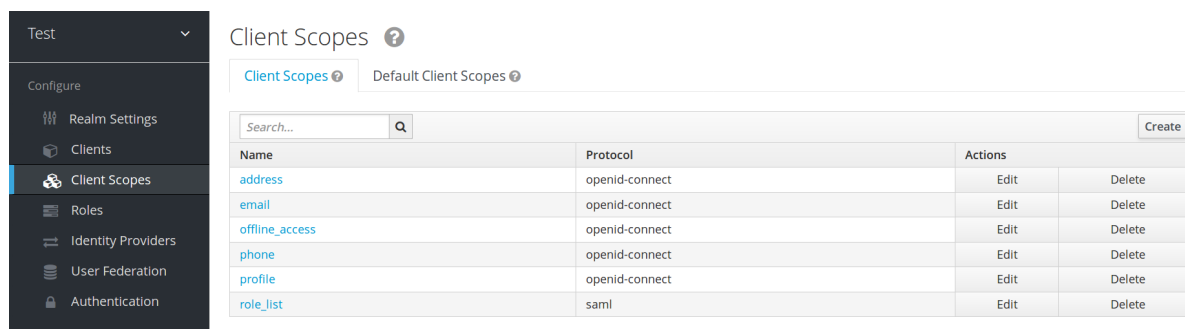 Test
Configure
Realm Settings
Clients
Client Scopes
Roles
Identity Providers
User Federation
Authentication
Client Scopes
Client Scopes Default Client Scopes
Search...
Create
Name Protocol Actions
address openid-connect Edit Delete
email openid-connect Edit Delete
offline_access openid-connect Edit Delete
phone openid-connect Edit Delete
profile openid-connect Edit Delete
role_list saml Edit Delete